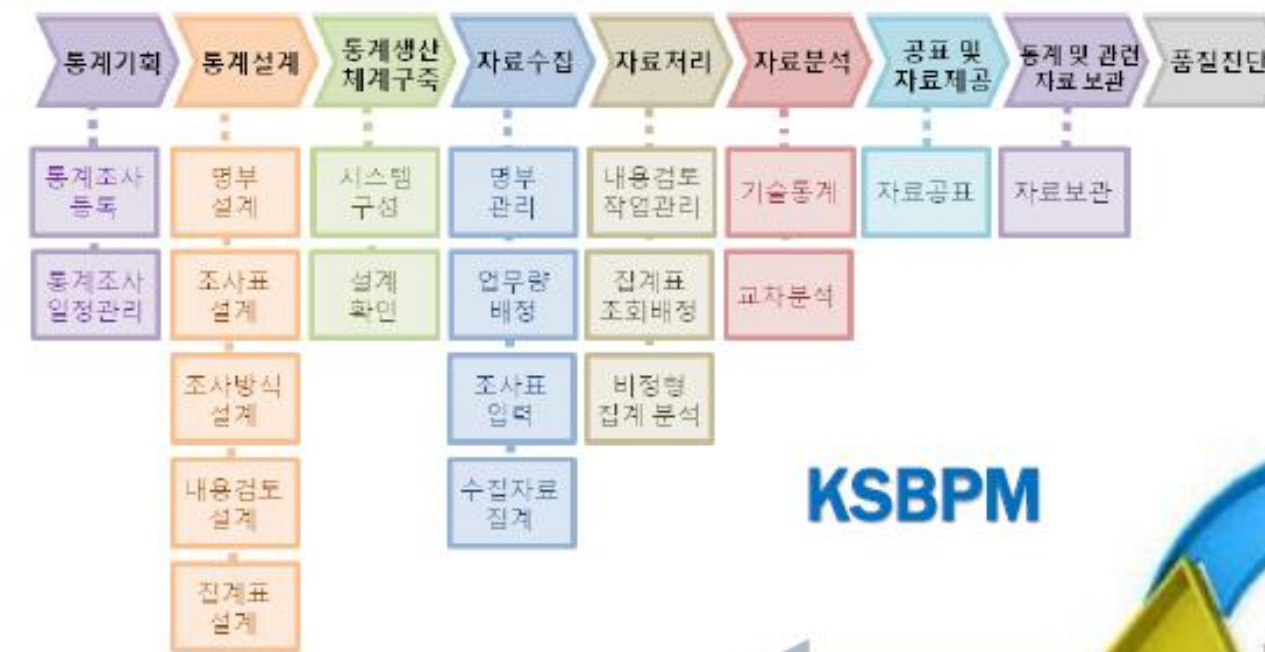 통계기획
통계설계
통계생산
체계구축
자료수집
자료처리
자료분석
공표 및
자료제공
통계 및 관련
자료 보관
품질진단
통계조사
등록
통계조사
일정관리
명부
설계
조사표
설계
조사방식
설계
내용검토
설계
집계표
설계
시스템
구성
설계
확인
명부
관리
업무량
배정
조사표
입력
수집자료
집계
내용검토
작업관리
집계표
조회배정
비정형
집계 분석
기술통계
교차분석
자료공표
자료보관
KSBPM